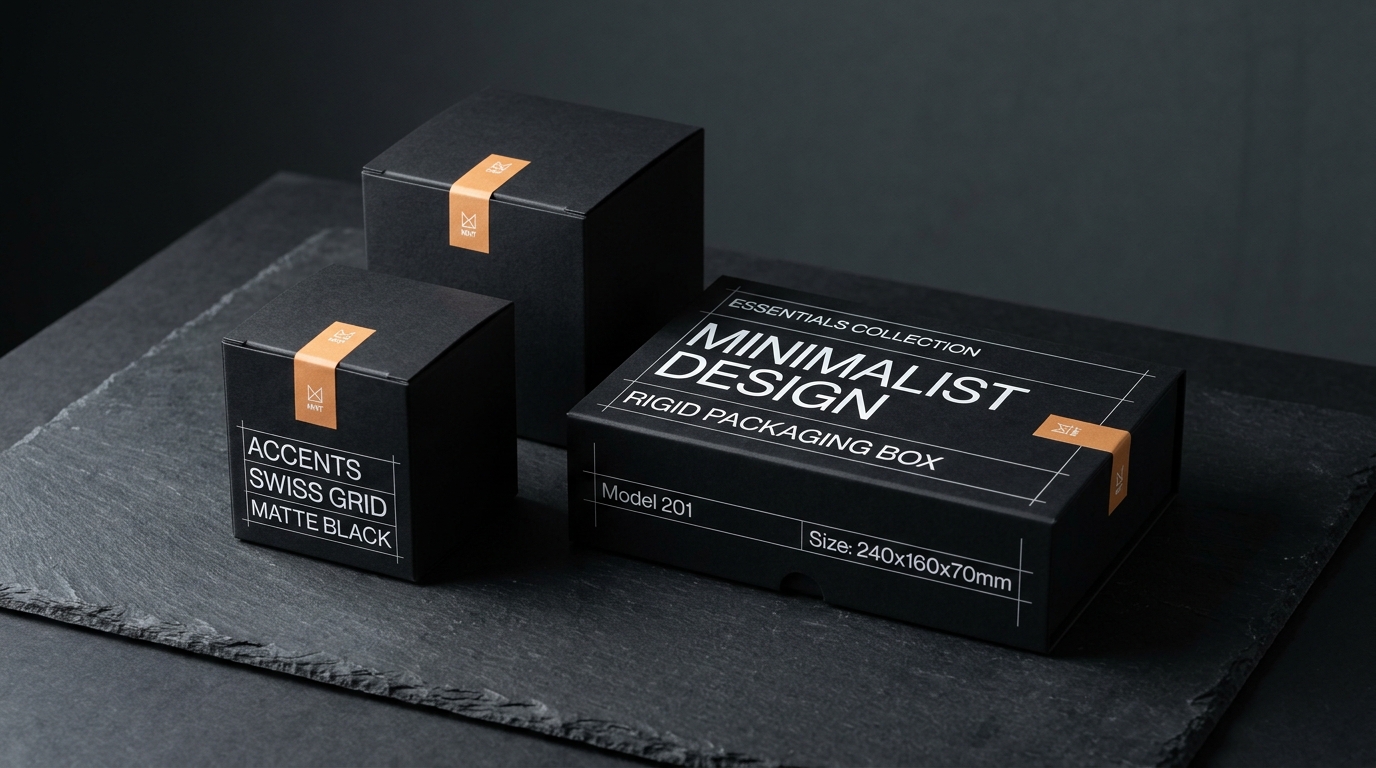 ESSENTIALS COLLECTION
MINIMALIST
DESIGN
RIGID PACKAGING BOX
Model 201
Size: 240x160x70mm
ACCENTS
SWISS GRID
MATTE BLACK